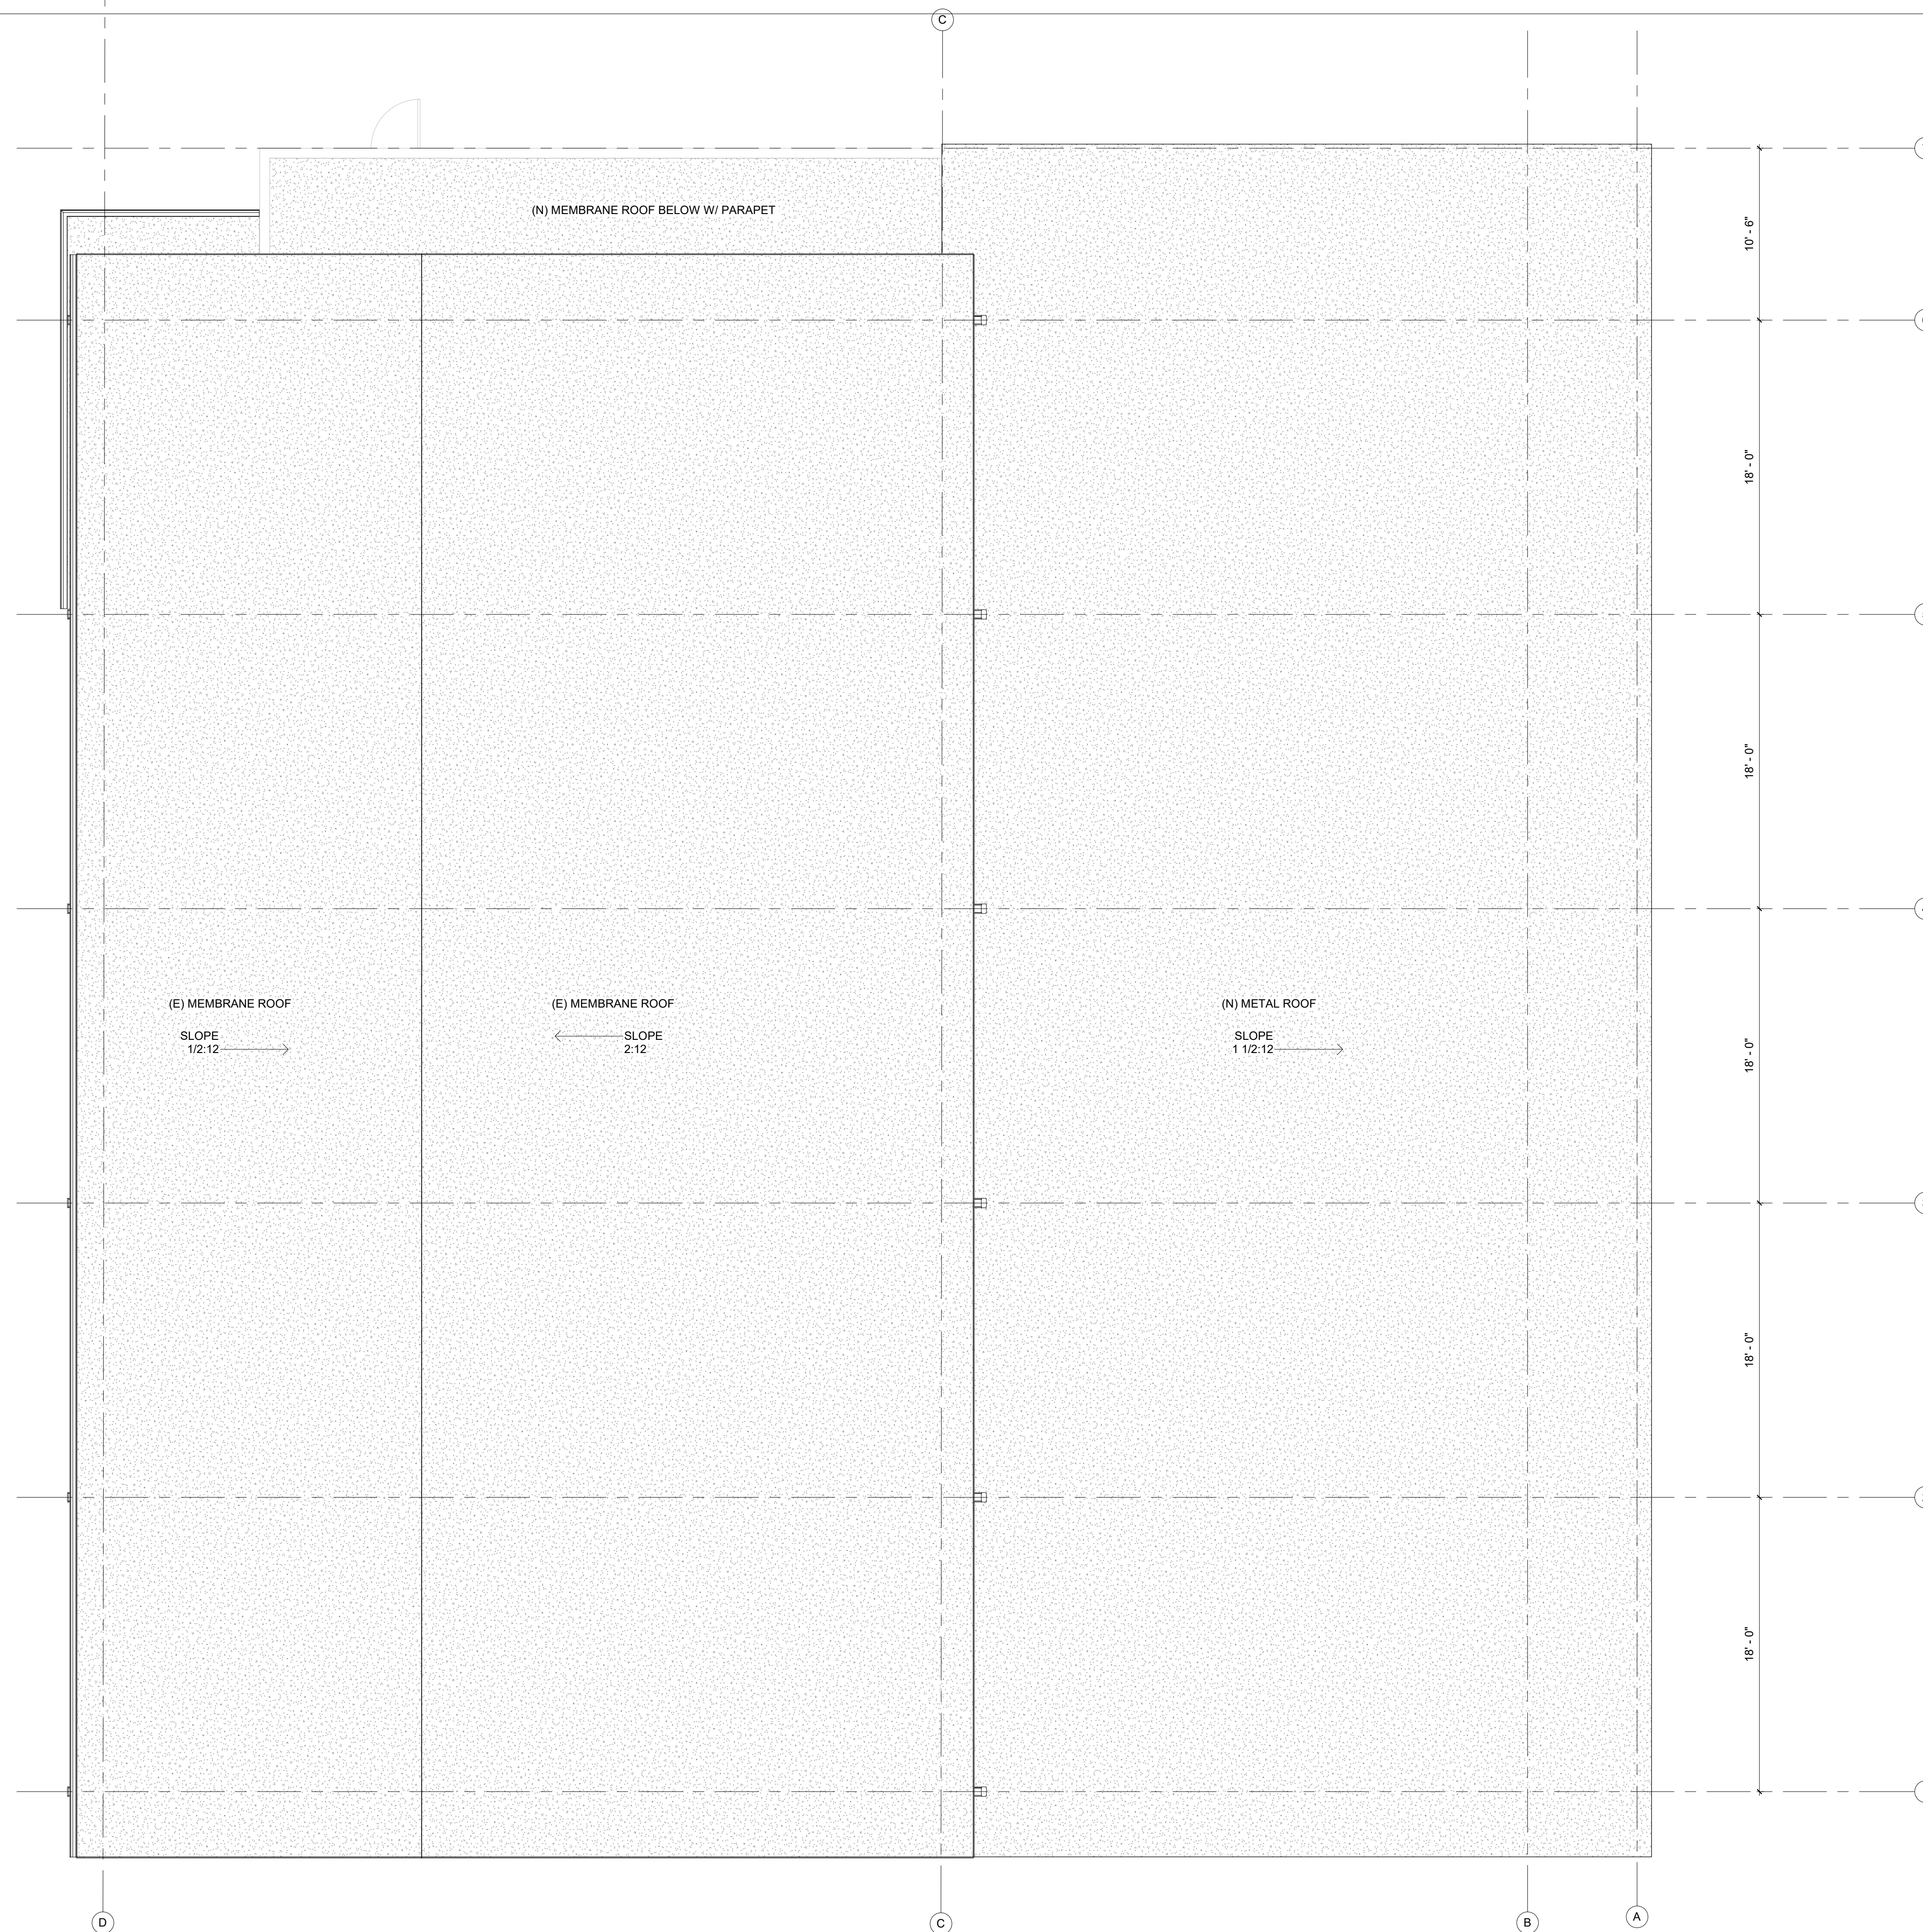 C
(N) MEMBRANE ROOF BELOW W/ PARAPET
10' - 6"
18' - 0"
18' - 0"
(E) MEMBRANE ROOF
SLOPE
1/2:12
(E) MEMBRANE ROOF
SLOPE
2:12
(N) METAL ROOF
SLOPE
1 1/2:12
18' - 0"
18' - 0"
18' - 0"
D
C
B
A